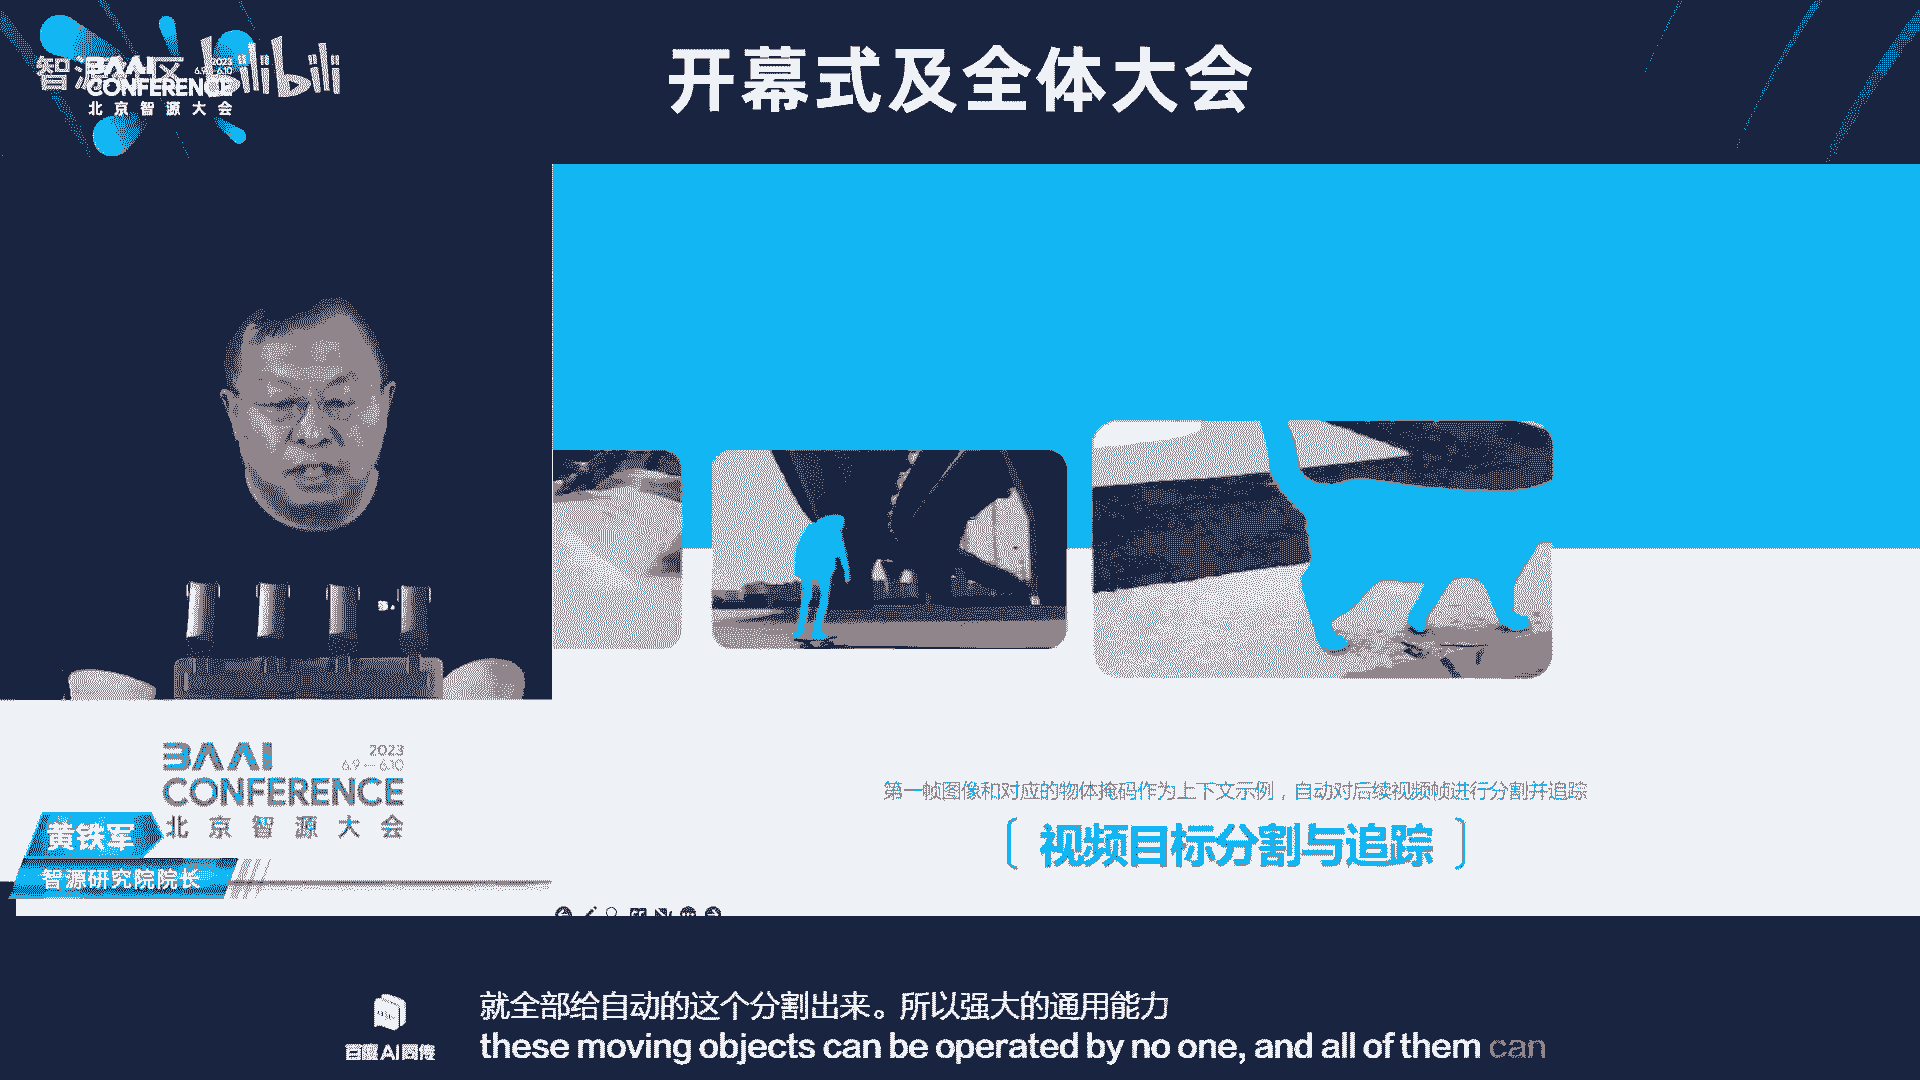 开幕式及全体大会
BAAI
2023
6.9 6.10
CONFERENCE
北京智源大会
bilibili
BAAI
2023
6.9—6.10
CONFERENCE
北京智源大会
黄铁军
智源研究院院长
第一帧图像和对应的物体掩码作为上下文示例，自动对后续视频帧进行分割并追踪
〔视频目标分割与追踪〕
百度AI同传
就全部给自动的这个分割出来。所以强大的通用能力
these moving objects can be operated by no one, and all of them can